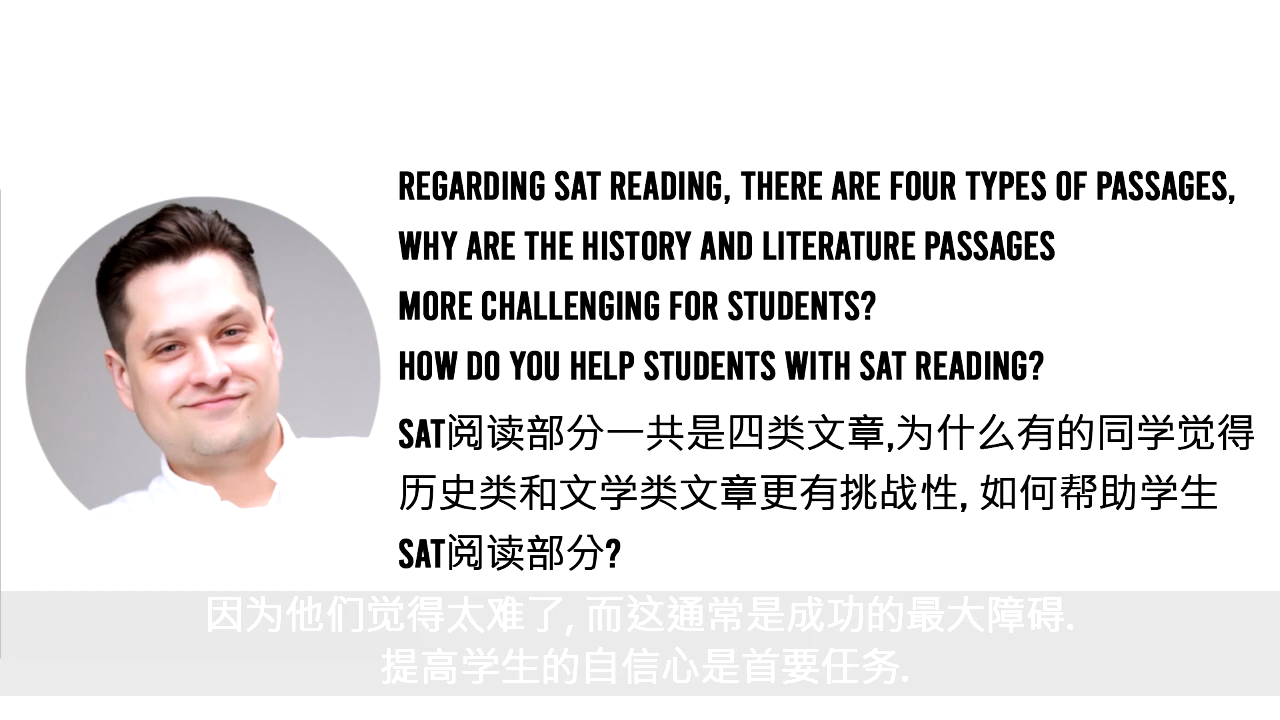 REGARDING SAT READING, THERE ARE FOUR TYPES OF PASSAGES,
WHY ARE THE HISTORY AND LITERATURE PASSAGES
MORE CHALLENGING FOR STUDENTS?
HOW DO YOU HELP STUDENTS WITH SAT READING?
SAT阅读部分一共是四类文章,为什么有的同学觉得
历史类和文学类文章更有挑战性, 如何帮助学生
SAT阅读部分?
因为他们觉得太难了, 而这通常是成功的最大障碍.
提高学生的自信心是首要任务.